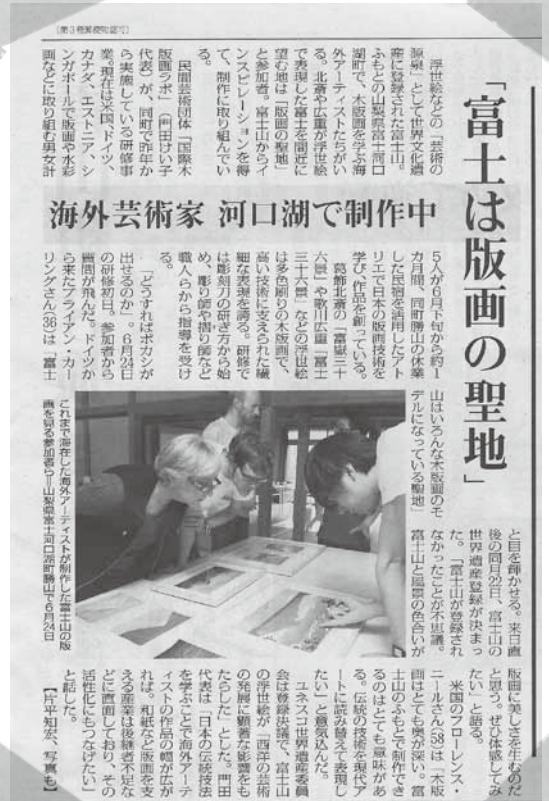 (第3種郵便物認可)
「富士は版画の聖地」
海外芸術家 河口湖で制作中
浮世絵などの「芸術の
源泉」として世界文化遺
産に登録された富士山。
ふもとの山梨県富士河口
湖町で、木版画を学ぶ海
外アーティストたちがい
る。北斎や広重が浮世絵
で表現した富士を間近に
望む地は「版画の聖地」
と参加者。富士山からイ
ンスピレーションを得
て、制作に取り組んでい
る。
民間芸術団体「国際木
版画ラボ」(門田けい子
代表)が、同町で昨年か
ら実施している研修事
業。現在は米国、ドイツ、
カナダ、エストニア、シ
ンガポールで版画や水彩
画などに取り組む男女計
5人が6月下旬から約1
カ月間、同町勝山の休業
した民宿を活用したアト
リエで日本の版画技術を
学び、作品を創っている。
葛飾北斎の「富嶽三十
六景」や歌川広重「富士
三十六景」などの浮世絵
は多色刷りの木版画で、
高い技術に支えられた繊
細な表現を誇る。研修で
は彫刻刀の研ぎ方から始
め、彫り師や摺り師など
職人らから指導を受け
る。
「どうすればボカシが
出せるのか」。6月24日
の研修初日。参加者から
質問が飛んだ。ドイツか
ら来たアライアン・カー
リングさん(36)は「富士
山はいろんな木版画のモ
デルになっている聖地」
と目を輝かせる。来日直
後の同月22日、富士山の
世界遺産登録が決まっ
た。「富士山が登録され
なかったことが不思議。
富士山と風景の色合いが
版画に美しさを生むのだ
と思う。ぜひ体感してみ
たい」と語る。
米国のフローレンス・
ニールさん(58)は「木版
画はとても奥が深い。富
士山のふもとで制作でき
るのはとても意味があ
る。伝統の技術を現代ア
ートに読み替えて表現し
たい」と意気込んだ。
ユネスコ世界遺産委員
会は登録決議で、富士山
の浮世絵が「西洋の芸術
の発展に顕著な影響をも
たらした」とした。門田
代表は「日本の伝統技法
を学ぶことで海外アーテ
ィストの作品の幅が広が
れば。和紙など版画を支
える産業は後継者不足な
どに直面しており、その
活性化にもつなげたい」
と話した。
【片平知宏、写真も】
これまで滞在した海外アーティストが制作した富士山の版
画を見る参加者ら＝山梨県富士河口湖町勝山で6月24日